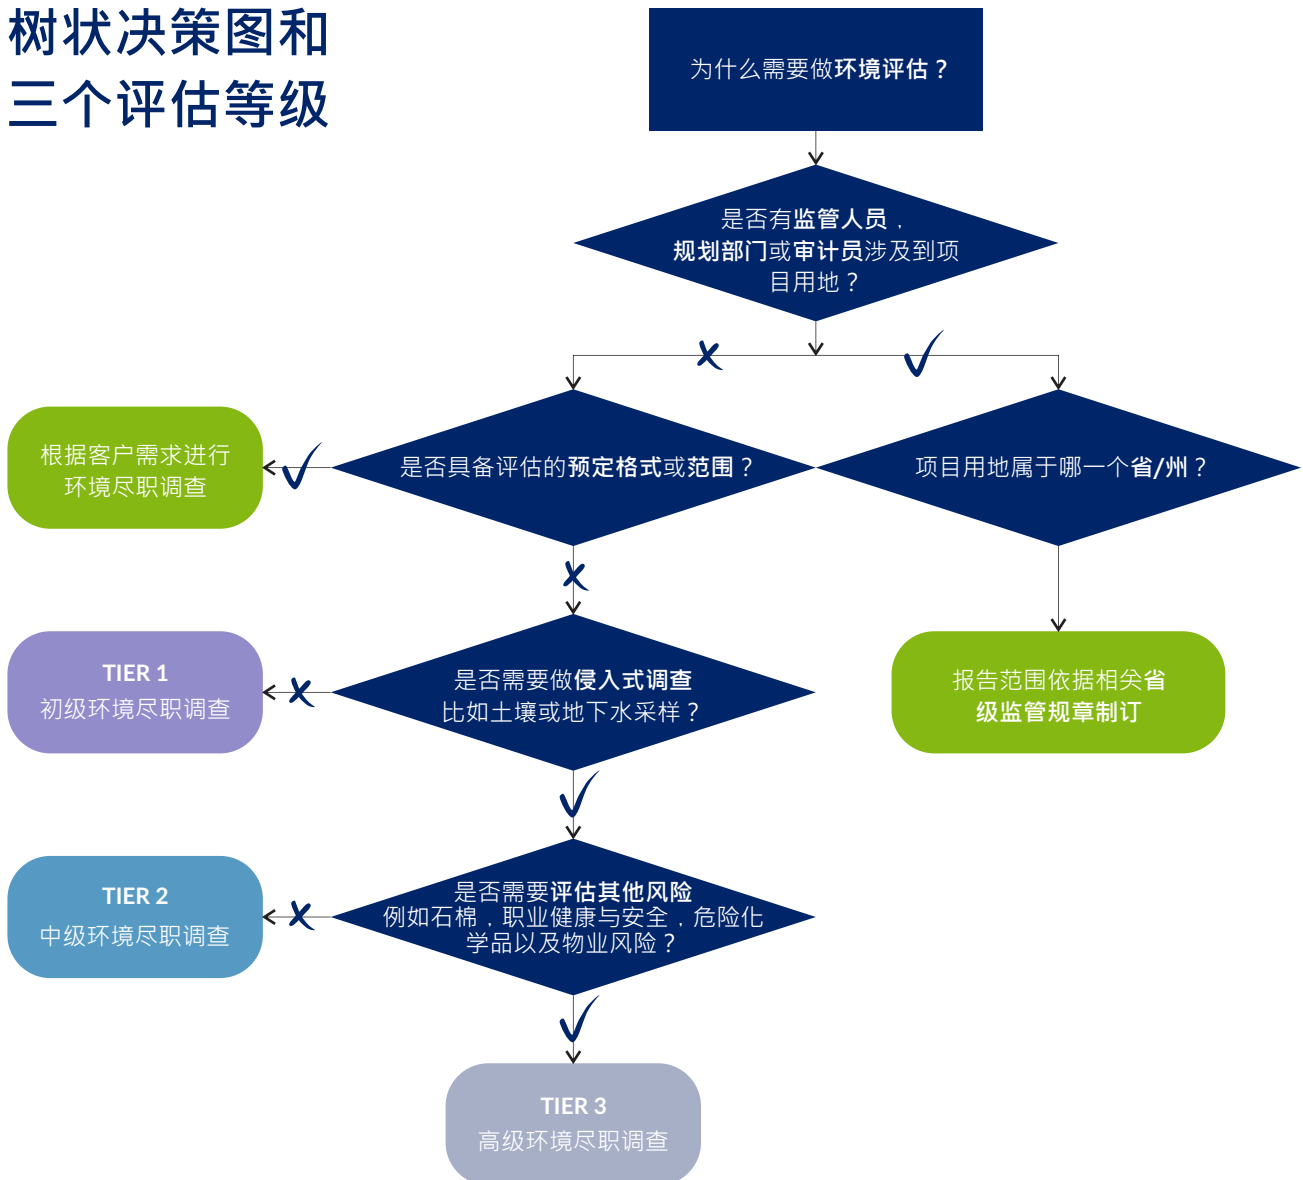 树状决策图和
三个评估等级
为什么需要做环境评估？
是否有监管人员，
规划部门或审计员涉及到项
目用地？
根据客户需求进行
环境尽职调查
是否具备评估的预定格式或范围？
项目用地属于哪一个省/州？
TIER 1
初级环境尽职调查
是否需要做侵入式调查
比如土壤或地下水采样？
报告范围依据相关省
级监管规章制订
TIER 2
中级环境尽职调查
是否需要评估其他风险
例如石棉，职业健康与安全，危险化
学品以及物业风险？
TIER 3
高级环境尽职调查